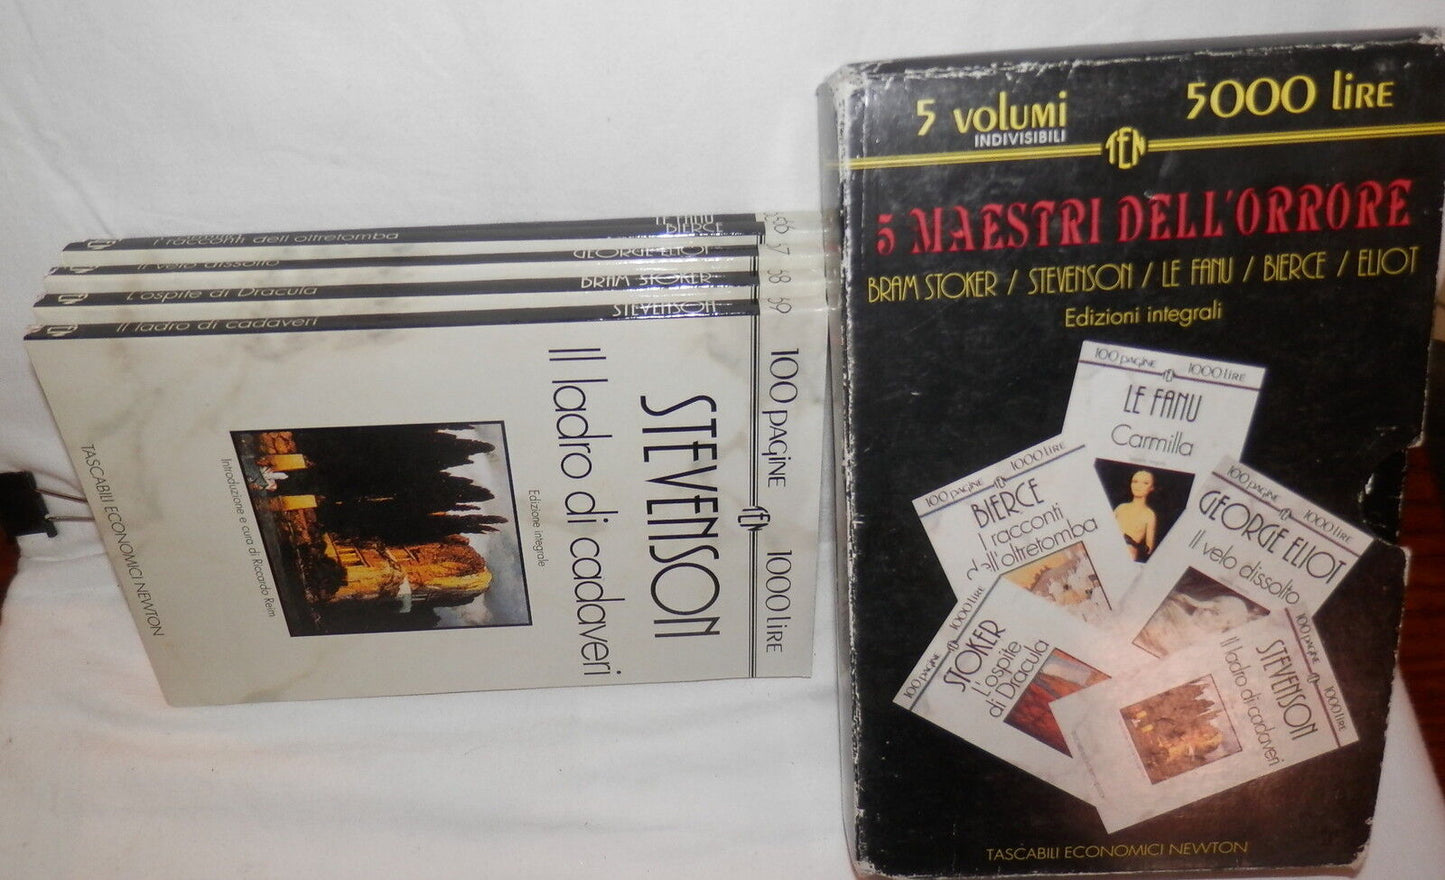 LE FANU
I racconti dell'oltretomba
BIERCE
56
Il velo dissolto
GEORGE ELIOT
57
L'ospite di Dracula
BRAM STOKER
58
Il ladro di cadaveri
STEVENSON
59
100 PAGINE
TEN
1000 LIRE
STEVENSON
Il ladro di cadaveri
Edizione integrale
Introduzione e cura di Riccardo Reim
TASCABILI ECONOMICI NEWTON
5 VOLUMI
INDIVISIBILI
TEN
5000 LIRE
5 MAESTRI DELL'ORRORE
BRAM STOKER / STEVENSON / LE FANU / BIERCE / ELIOT
Edizioni integrali
100 PAGINE
1000 LIRE
LE FANU
Carmilla
100 PAGINE
1000 LIRE
BIERCE
I racconti
dell'oltretomba
100 PAGINE
1000 LIRE
GEORGE ELIOT
Il velo dissolto
100 PAGINE
1000 LIRE
STOKER
L'ospite
di Dracula
100 PAGINE
1000 LIRE
STEVENSON
Il ladro di cadaveri
TASCABILI ECONOMICI NEWTON